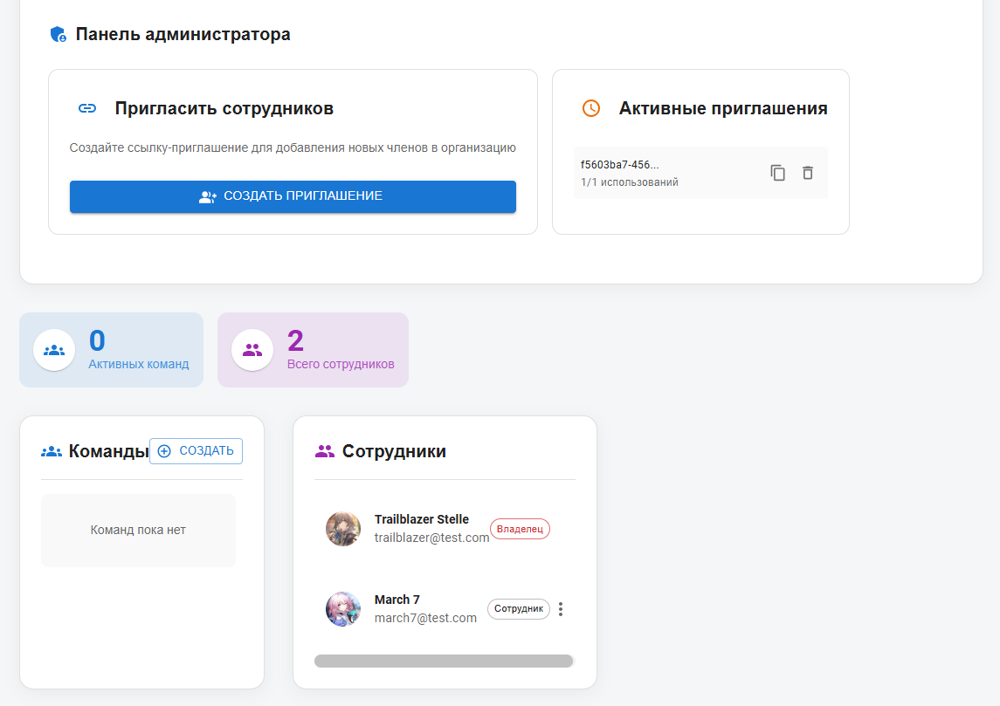 Панель администратора
Пригласить сотрудников
Создайте ссылку-приглашение для добавления новых членов в организацию
СОЗДАТЬ ПРИГЛАШЕНИЕ
Активные приглашения
f5603ba7-456...
1/1 использований
0
Активных команд
2
Всего сотрудников
Команды
СОЗДАТЬ
Команд пока нет
Сотрудники
Trailblazer Stelle
trailblazer@test.com
Владелец
March 7
march7@test.com
Сотрудник